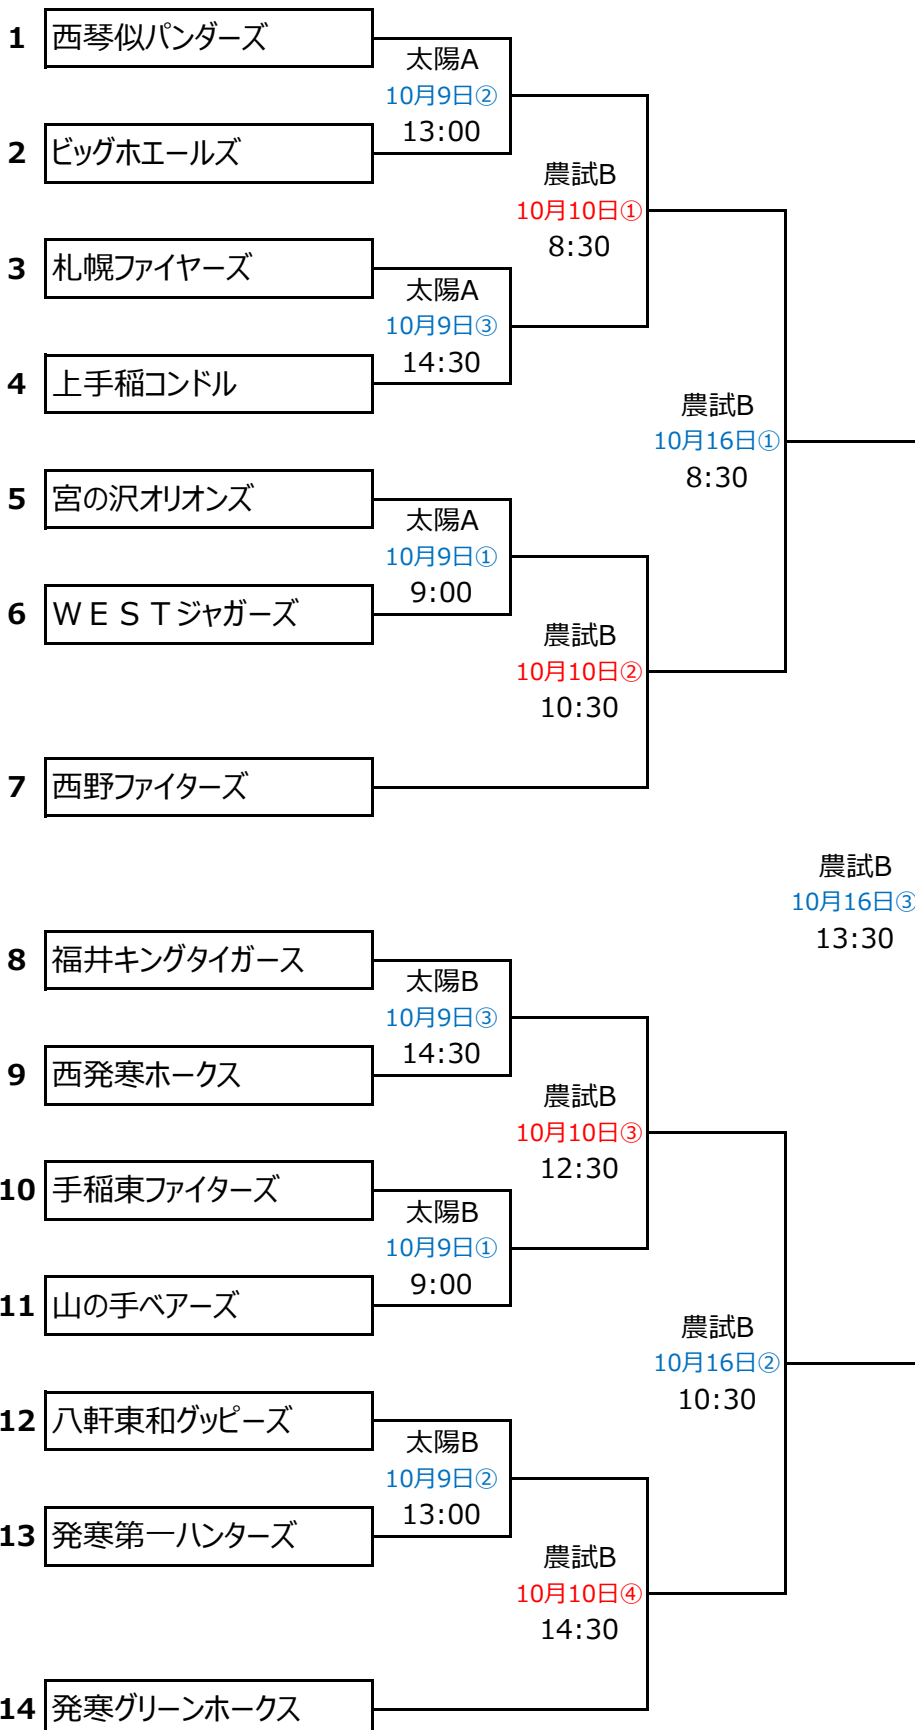 1 西琴似パンダーズ
太陽A
10月9日②
13:00
2 ビッグホエールズ
農試B
10月10日①
8:30
3 札幌ファイヤーズ
太陽A
10月9日③
14:30
4 上手稲コンドル
農試B
10月16日①
8:30
5 宮の沢オリオンズ
太陽A
10月9日①
9:00
6 ＷＥＳＴジャガーズ
農試B
10月10日②
10:30
7 西野ファイターズ
農試B
10月16日③
13:30
8 福井キングタイガース
太陽B
10月9日③
14:30
9 西発寒ホークス
農試B
10月10日③
12:30
10 手稲東ファイターズ
太陽B
10月9日①
9:00
11 山の手ベアーズ
農試B
10月16日②
10:30
12 八軒東和グッピーズ
太陽B
10月9日②
13:00
13 発寒第一ハンターズ
農試B
10月10日④
14:30
14 発寒グリーンホークス